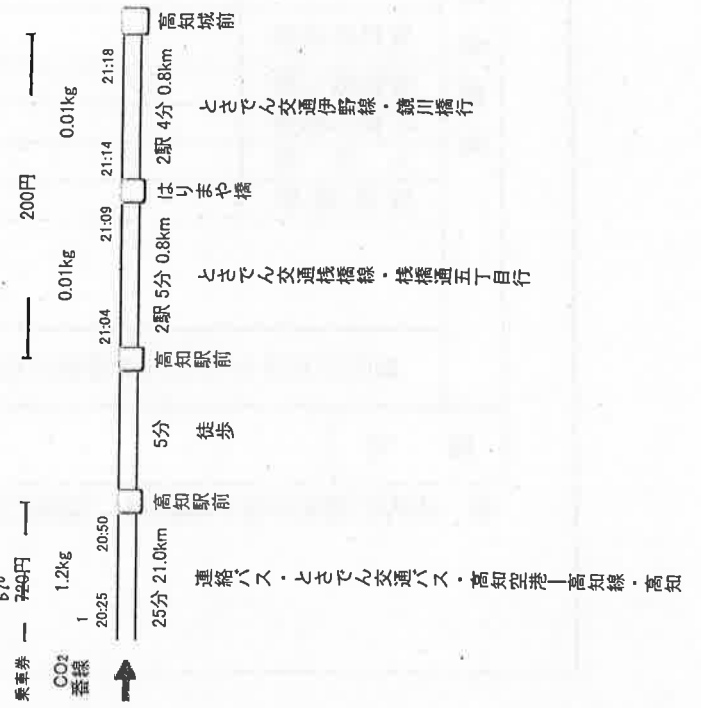 乗車券
670
720円
200円
CO2
1.2kg
0.01kg
0.01kg
番線
1
20:25
20:50
21:04
21:09
21:14
21:18
25分 21.0km
高知駅前
5分
高知駅前
2駅 5分 0.8km
はりまや橋
2駅 4分 0.8km
高知城前
連絡バス・とさでん交通バス・高知空港―高知線・高知
徒歩
とさでん交通桟橋線・桟橋通五丁目行
とさでん交通伊野線・鏡川橋行